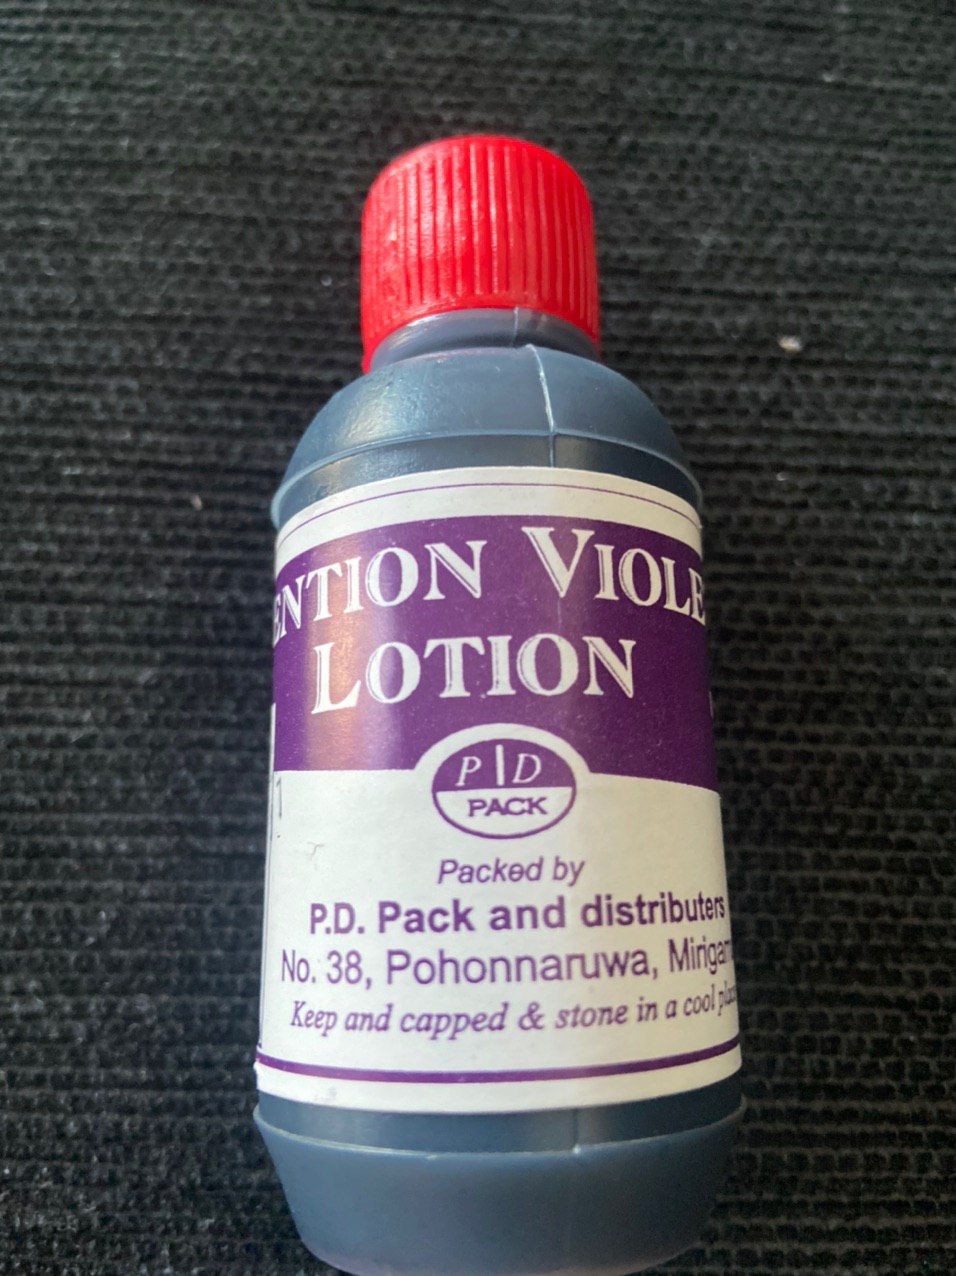 ENTION VIOLE
LOTION
P D
PACK
Packed by
P.D. Pack and distributers
No. 38, Pohonnaruwa, Mirigam
Keep and capped & stone in a cool place